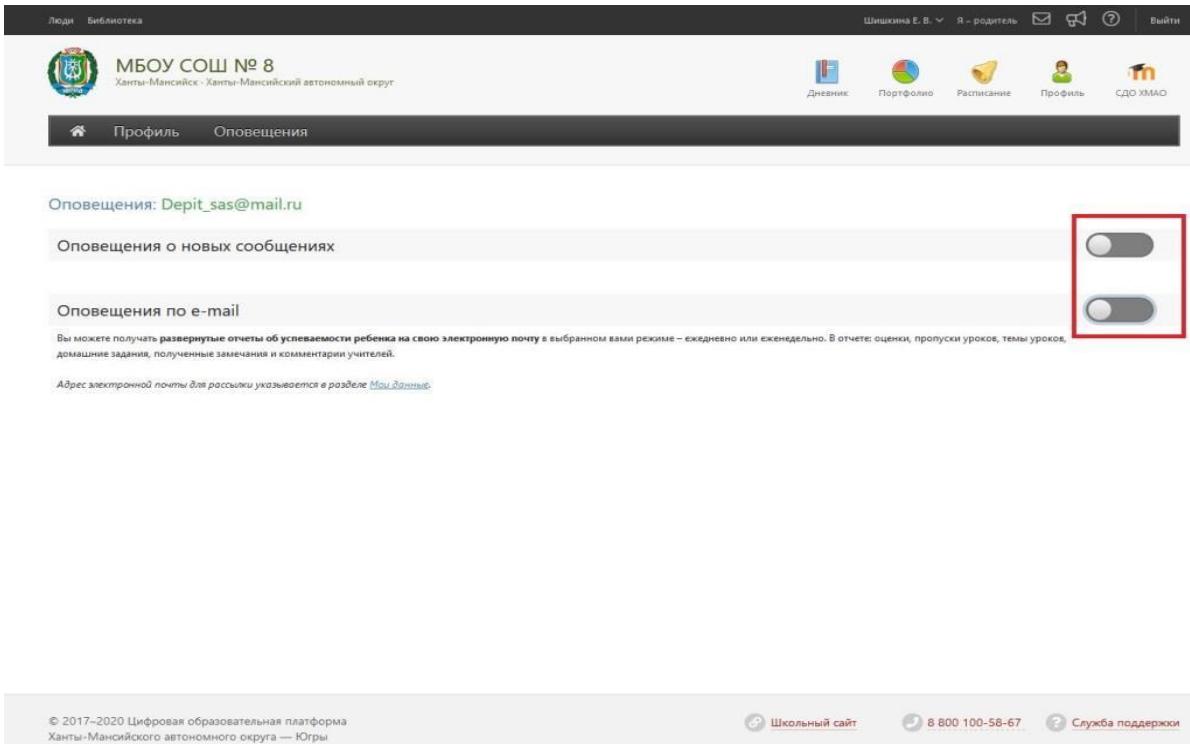 Люди Библиотека Шишкина Е. В. Я – родитель Выйти
МБОУ СОШ № 8
Ханты-Мансийск - Ханты-Мансийский автономный округ
Дневник Портфолио Расписание Профиль СДО ХМАО
Профиль Оповещения
Оповещения: Depit_sas@mail.ru
Оповещения о новых сообщениях
Оповещения по e-mail
Вы можете получать развернутые отчеты об успеваемости ребенка на свою электронную почту в выбранном вами режиме – ежедневно или еженедельно. В отчете: оценки, пропуски уроков, темы уроков,
домашние задания, полученные замечания и комментарии учителей.
Адрес электронной почты для рассылки указывается в разделе Мои данные.
© 2017–2020 Цифровая образовательная платформа
Ханты-Мансийского автономного округа — Югры
Школьный сайт 8 800 100-58-67 Служба поддержки